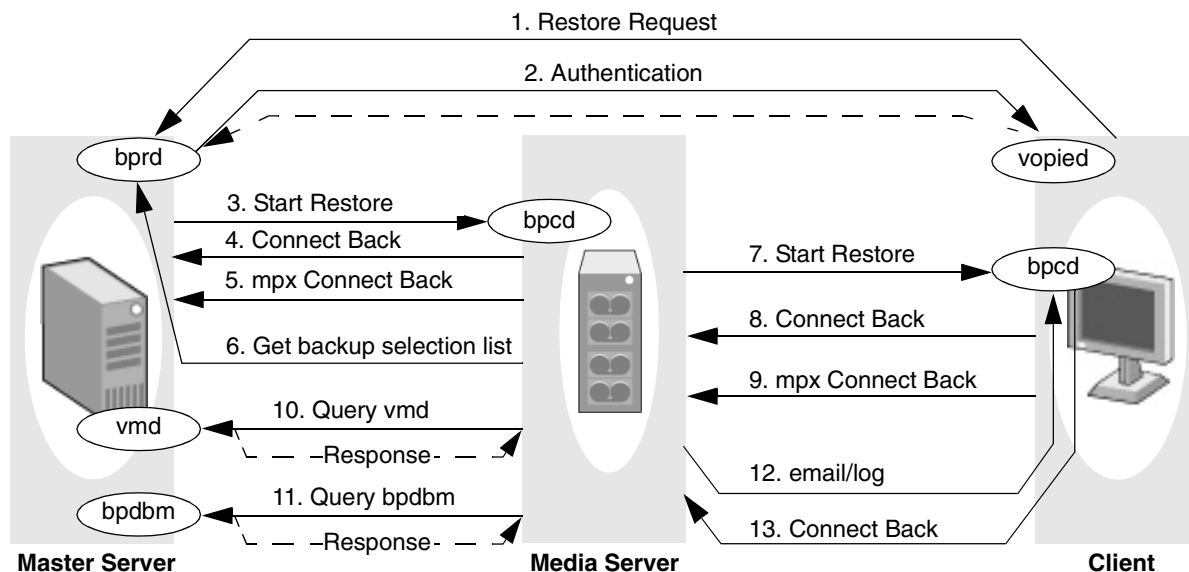 1. Restore Request
2. Authentication
bprd
vopied
3. Start Restore
bpcd
4. Connect Back
5. mpx Connect Back
6. Get backup selection list
7. Start Restore
bpcd
8. Connect Back
9. mpx Connect Back
10. Query vmd
vmd
Response
11. Query bpdbm
bpdbm
Response
12. email/log
13. Connect Back
Master Server
Media Server
Client